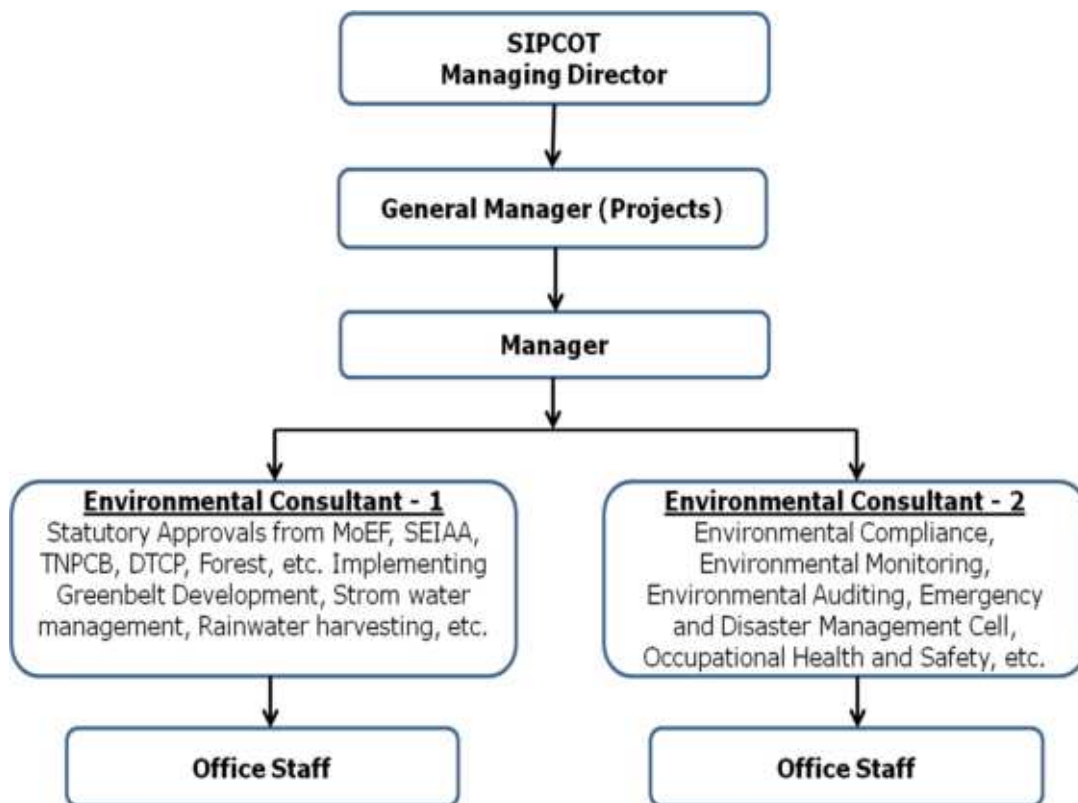 SIPCOT
Managing Director
General Manager (Projects)
Manager
Environmental Consultant - 1
Statutory Approvals from MoEF, SEIAA,
TNPCB, DTCP, Forest, etc. Implementing
Greenbelt Development, Strom water
management, Rainwater harvesting, etc.
Environmental Consultant - 2
Environmental Compliance,
Environmental Monitoring,
Environmental Auditing, Emergency
and Disaster Management Cell,
Occupational Health and Safety, etc.
Office Staff
Office Staff